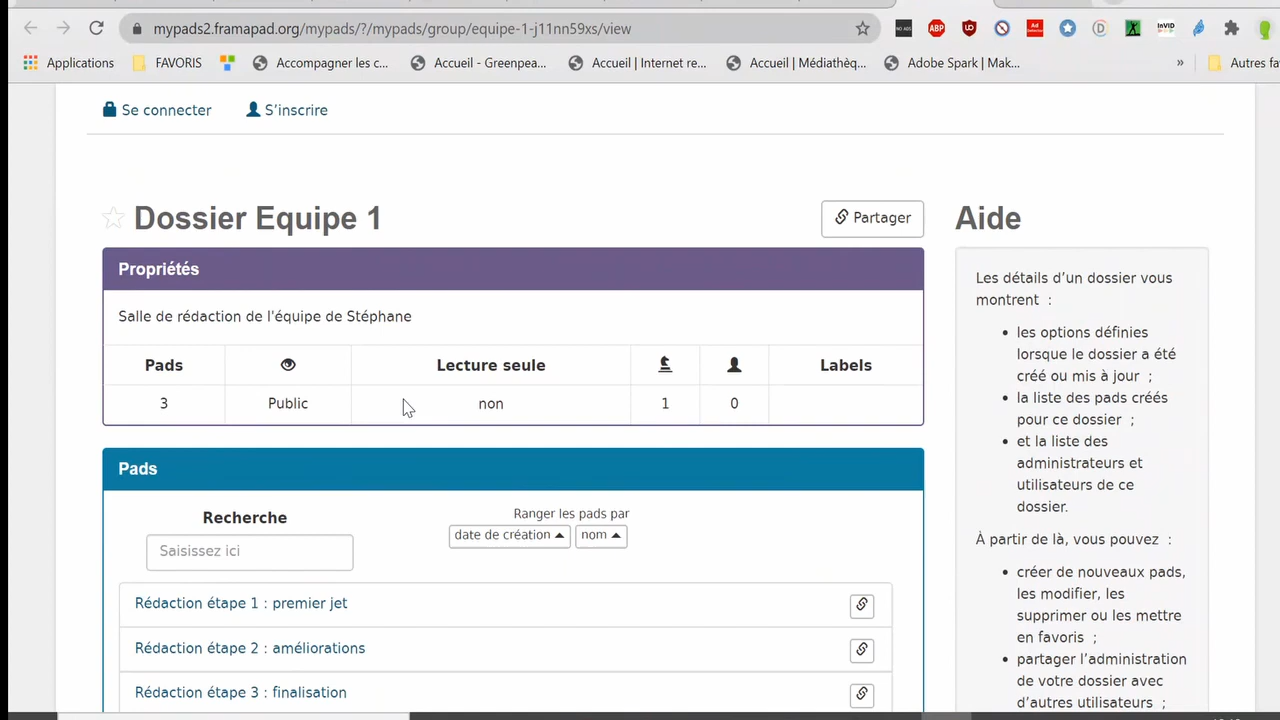 mypads2.framapad.org/mypads/?/mypads/group/equipe-1-j11nn59xs/view
NO ADS
ABP
Ad
InVID
Applications
FAVORIS
Accompagner les c...
Accueil - Greenpea...
Accueil | Internet re...
Accueil | Médiathèq...
Adobe Spark | Mak...
»
Autres fa
Se connecter
S'inscrire
Dossier Equipe 1
Partager
Propriétés
Salle de rédaction de l'équipe de Stéphane
Pads
Lecture seule
Labels
3
Public
non
1
0
Pads
Recherche
Saisissez ici
Ranger les pads par
date de création
nom
Rédaction étape 1 : premier jet
Rédaction étape 2 : améliorations
Rédaction étape 3 : finalisation
Aide
Les détails d’un dossier vous
montrent :
• les options définies
lorsque le dossier a été
créé ou mis à jour ;
• la liste des pads créés
pour ce dossier ;
• et la liste des
administrateurs et
utilisateurs de ce
dossier.
À partir de là, vous pouvez :
• créer de nouveaux pads,
les modifier, les
supprimer ou les mettre
en favoris ;
• partager l’administration
de votre dossier avec
d’autres utilisateurs ;